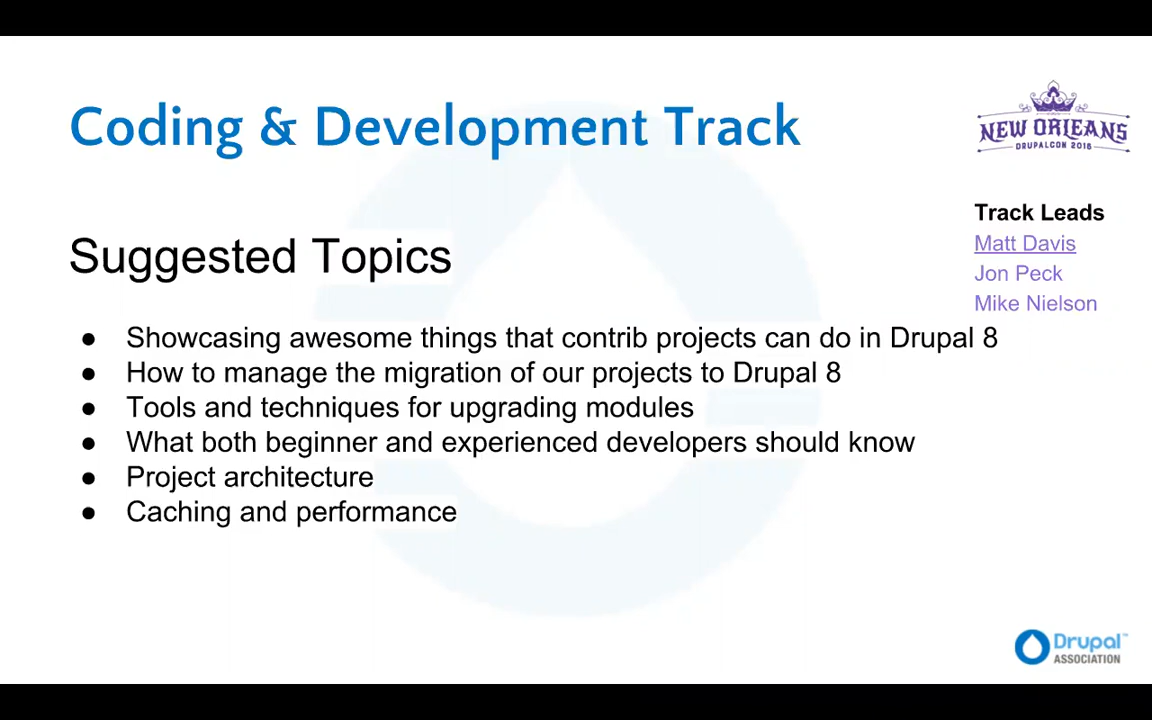 Coding & Development Track
NEW ORLEANS
DRUPALCON 2016
Track Leads
Matt Davis
Jon Peck
Mike Nielson
Suggested Topics
● Showcasing awesome things that contrib projects can do in Drupal 8
● How to manage the migration of our projects to Drupal 8
● Tools and techniques for upgrading modules
● What both beginner and experienced developers should know
● Project architecture
● Caching and performance
Drupal™
ASSOCIATION